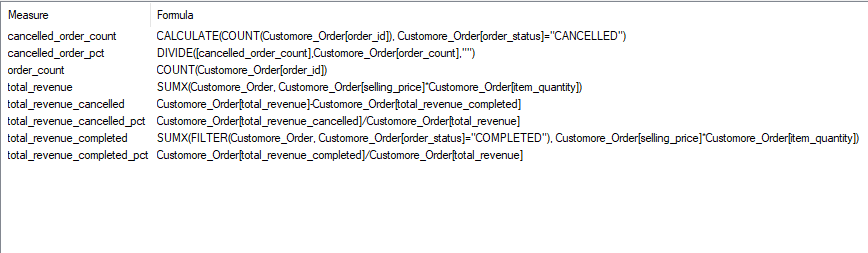 Measure Formula
cancelled_order_count CALCULATE(COUNT(Customore_Order[order_id]), Customore_Order[order_status]="CANCELLED")
cancelled_order_pct DIVIDE([cancelled_order_count],Customore_Order[order_count],"")
order_count COUNT(Customore_Order[order_id])
total_revenue SUMX(Customore_Order, Customore_Order[selling_price]*Customore_Order[item_quantity])
total_revenue_cancelled Customore_Order[total_revenue]-Customore_Order[total_revenue_completed]
total_revenue_cancelled_pct Customore_Order[total_revenue_cancelled]/Customore_Order[total_revenue]
total_revenue_completed SUMX(FILTER(Customore_Order, Customore_Order[order_status]="COMPLETED"), Customore_Order[selling_price]*Customore_Order[item_quantity])
total_revenue_completed_pct Customore_Order[total_revenue_completed]/Customore_Order[total_revenue]